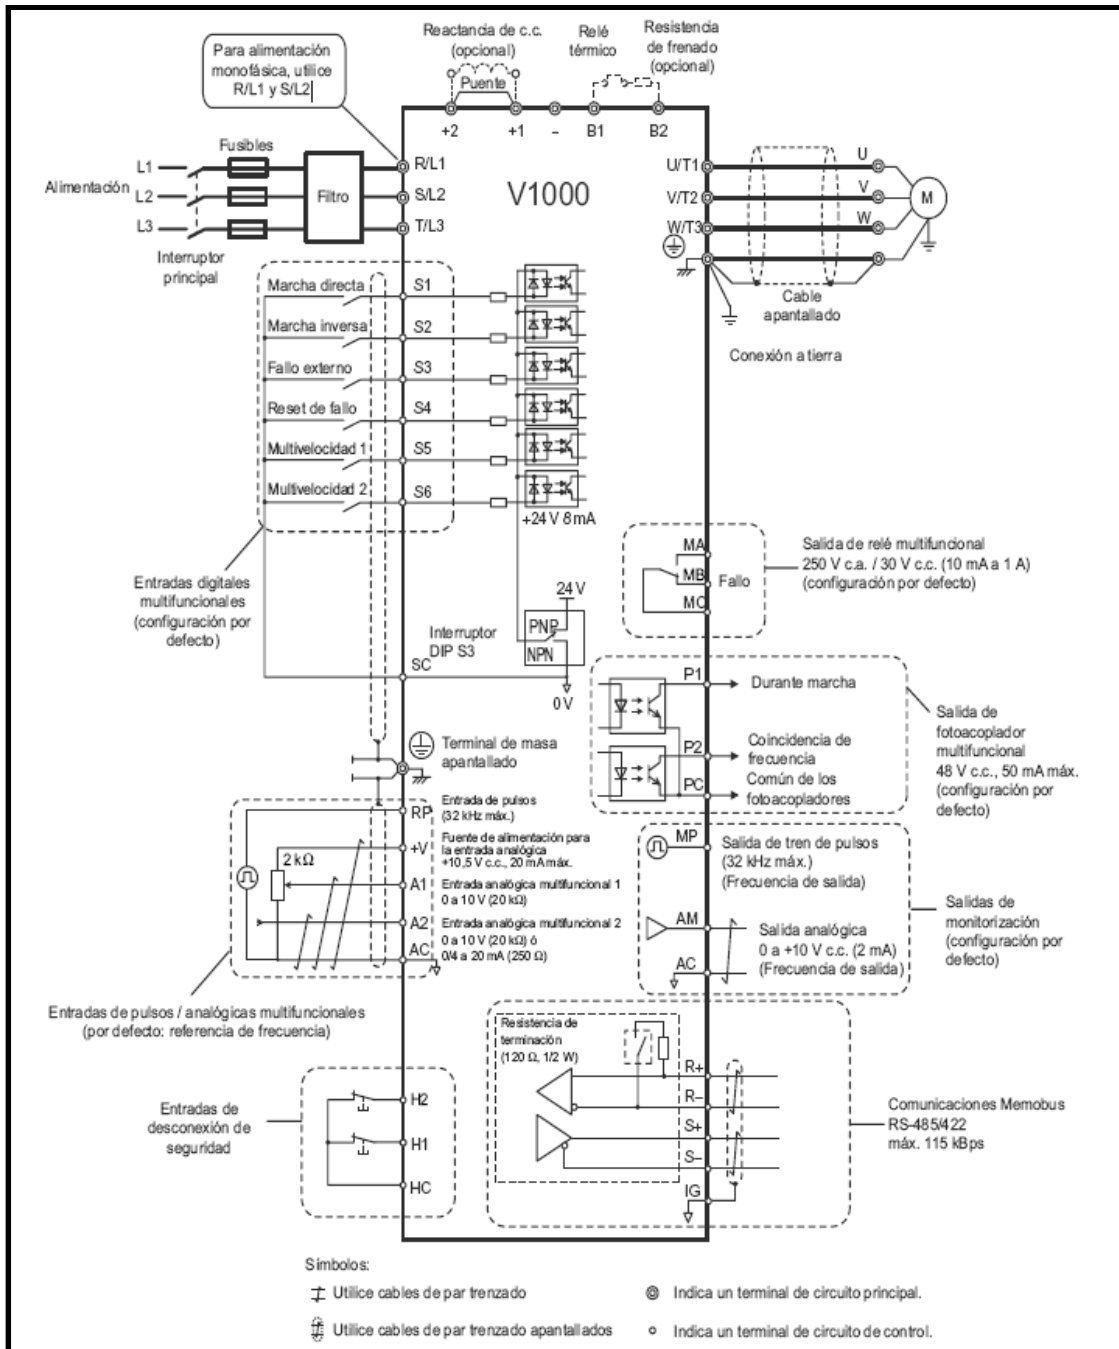 Reactancia de c.c.
(opcional)
Relé
térmico
Resistencia
de frenado
(opcional)
Para alimentación
monofásica, utilice
R/L1 y S/L2
Puente
+2
+1
–
B1
B2
Fusibles
L1
R/L1
U/T1
U
Alimentación
L2
Filtro
S/L2
V1000
V/T2
V
M
L3
T/L3
W/T3
W
Interruptor
principal
Cable
apantallado
Conexión a tierra
Marcha directa
S1
Marcha inversa
S2
Fallo externo
S3
Reset de fallo
S4
Multivelocidad 1
S5
Multivelocidad 2
S6
+24 V 8 mA
Entradas digitales
multifuncionales
(configuración por
defecto)
MA
MB
MC
Fallo
Salida de relé multifuncional
250 V c.a. / 30 V c.c. (10 mA a 1 A)
(configuración por defecto)
24 V
Interruptor
DIP S3
PNP
NPN
SC
0 V
P1
Durante marcha
P2
Coincidencia de
frecuencia
PC
Común de los
fotoacopladores
Salida de
fotoacoplador
multifuncional
48 V c.c., 50 mA máx.
(configuración por
defecto)
Terminal de masa
apantallado
RP
Entrada de pulsos
(32 kHz máx.)
+V
Fuente de alimentación para
la entrada analógica
+10,5 V c.c., 20 mA máx.
2 kΩ
A1
Entrada analógica multifuncional 1
0 a 10 V (20 kΩ)
A2
Entrada analógica multifuncional 2
0 a 10 V (20 kΩ) ó
0/4 a 20 mA (250 Ω)
AC
Entradas de pulsos / analógicas multifuncionales
(por defecto: referencia de frecuencia)
MP
Salida de tren de pulsos
(32 kHz máx.)
(Frecuencia de salida)
AM
Salida analógica
0 a +10 V c.c. (2 mA)
(Frecuencia de salida)
AC
Salidas de
monitorización
(configuración por
defecto)
Resistencia de
terminación
(120 Ω, 1/2 W)
R+
R–
S+
S–
IG
Comunicaciones Memobus
RS-485/422
máx. 115 kBps
Entradas de
desconexión de
seguridad
H2
H1
HC
Símbolos:
Utilice cables de par trenzado
Indica un terminal de circuito principal.
Utilice cables de par trenzado apantallados
Indica un terminal de circuito de control.